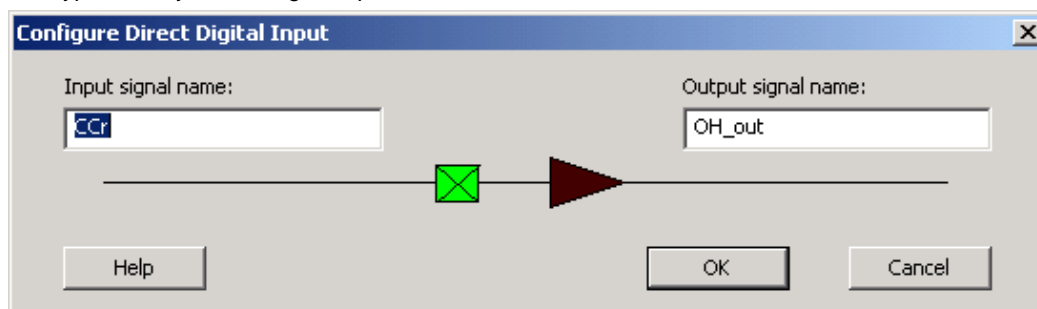 Configure Direct Digital Input
Input signal name:
Output signal name:
CCr
OH_out
Help
OK
Cancel